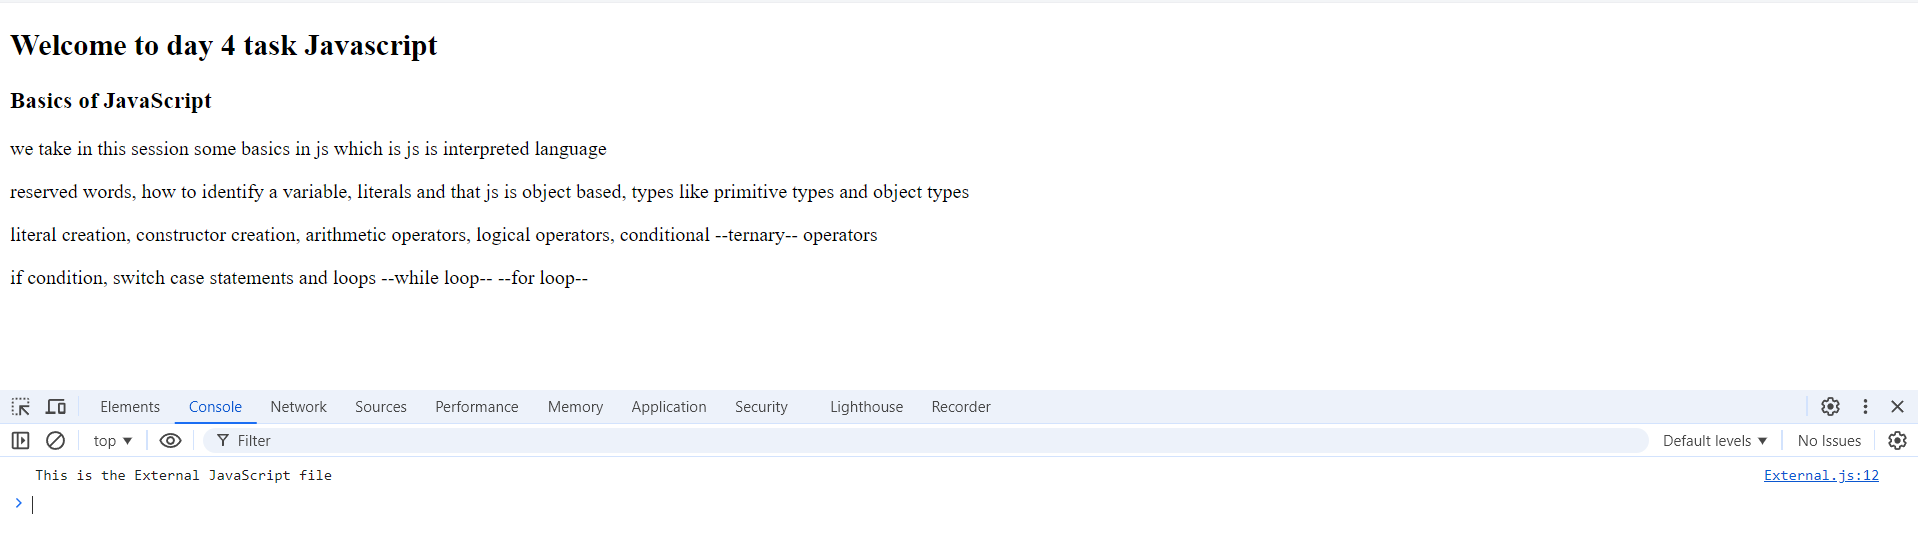 Welcome to day 4 task Javascript
Basics of JavaScript
we take in this session some basics in js which is js is interpreted language
reserved words, how to identify a variable, literals and that js is object based, types like primitive types and object types
literal creation, constructor creation, arithmetic operators, logical operators, conditional --ternary-- operators
if condition, switch case statements and loops --while loop-- --for loop--
Elements Console Network Sources Performance Memory Application Security Lighthouse Recorder
top Filter Default levels No Issues
This is the External JavaScript file External.js:12